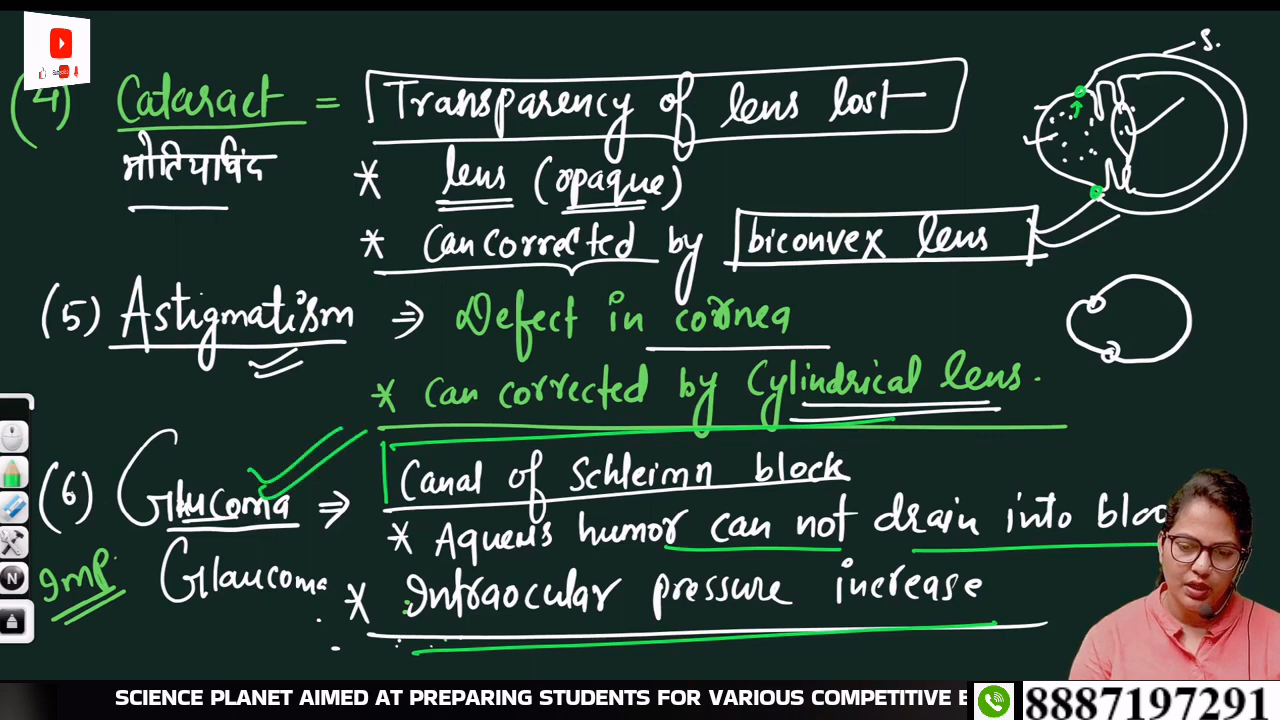 (4) Cataract = Transparency of lens lost
मोतियाबिंद
* lens (opaque)
* Can corrected by biconvex lens
S.
(5) Astigmatism ⇒ Defect in cornea
* Can corrected by Cylindrical lens.
(6) Glucoma ⇒ Canal of Schleimn block
* Aqueus humor can not drain into bloo
Imp. Glaucoma
* Intraocular pressure increase
N
SCIENCE PLANET AIMED AT PREPARING STUDENTS FOR VARIOUS COMPETITIVE E
8887197291